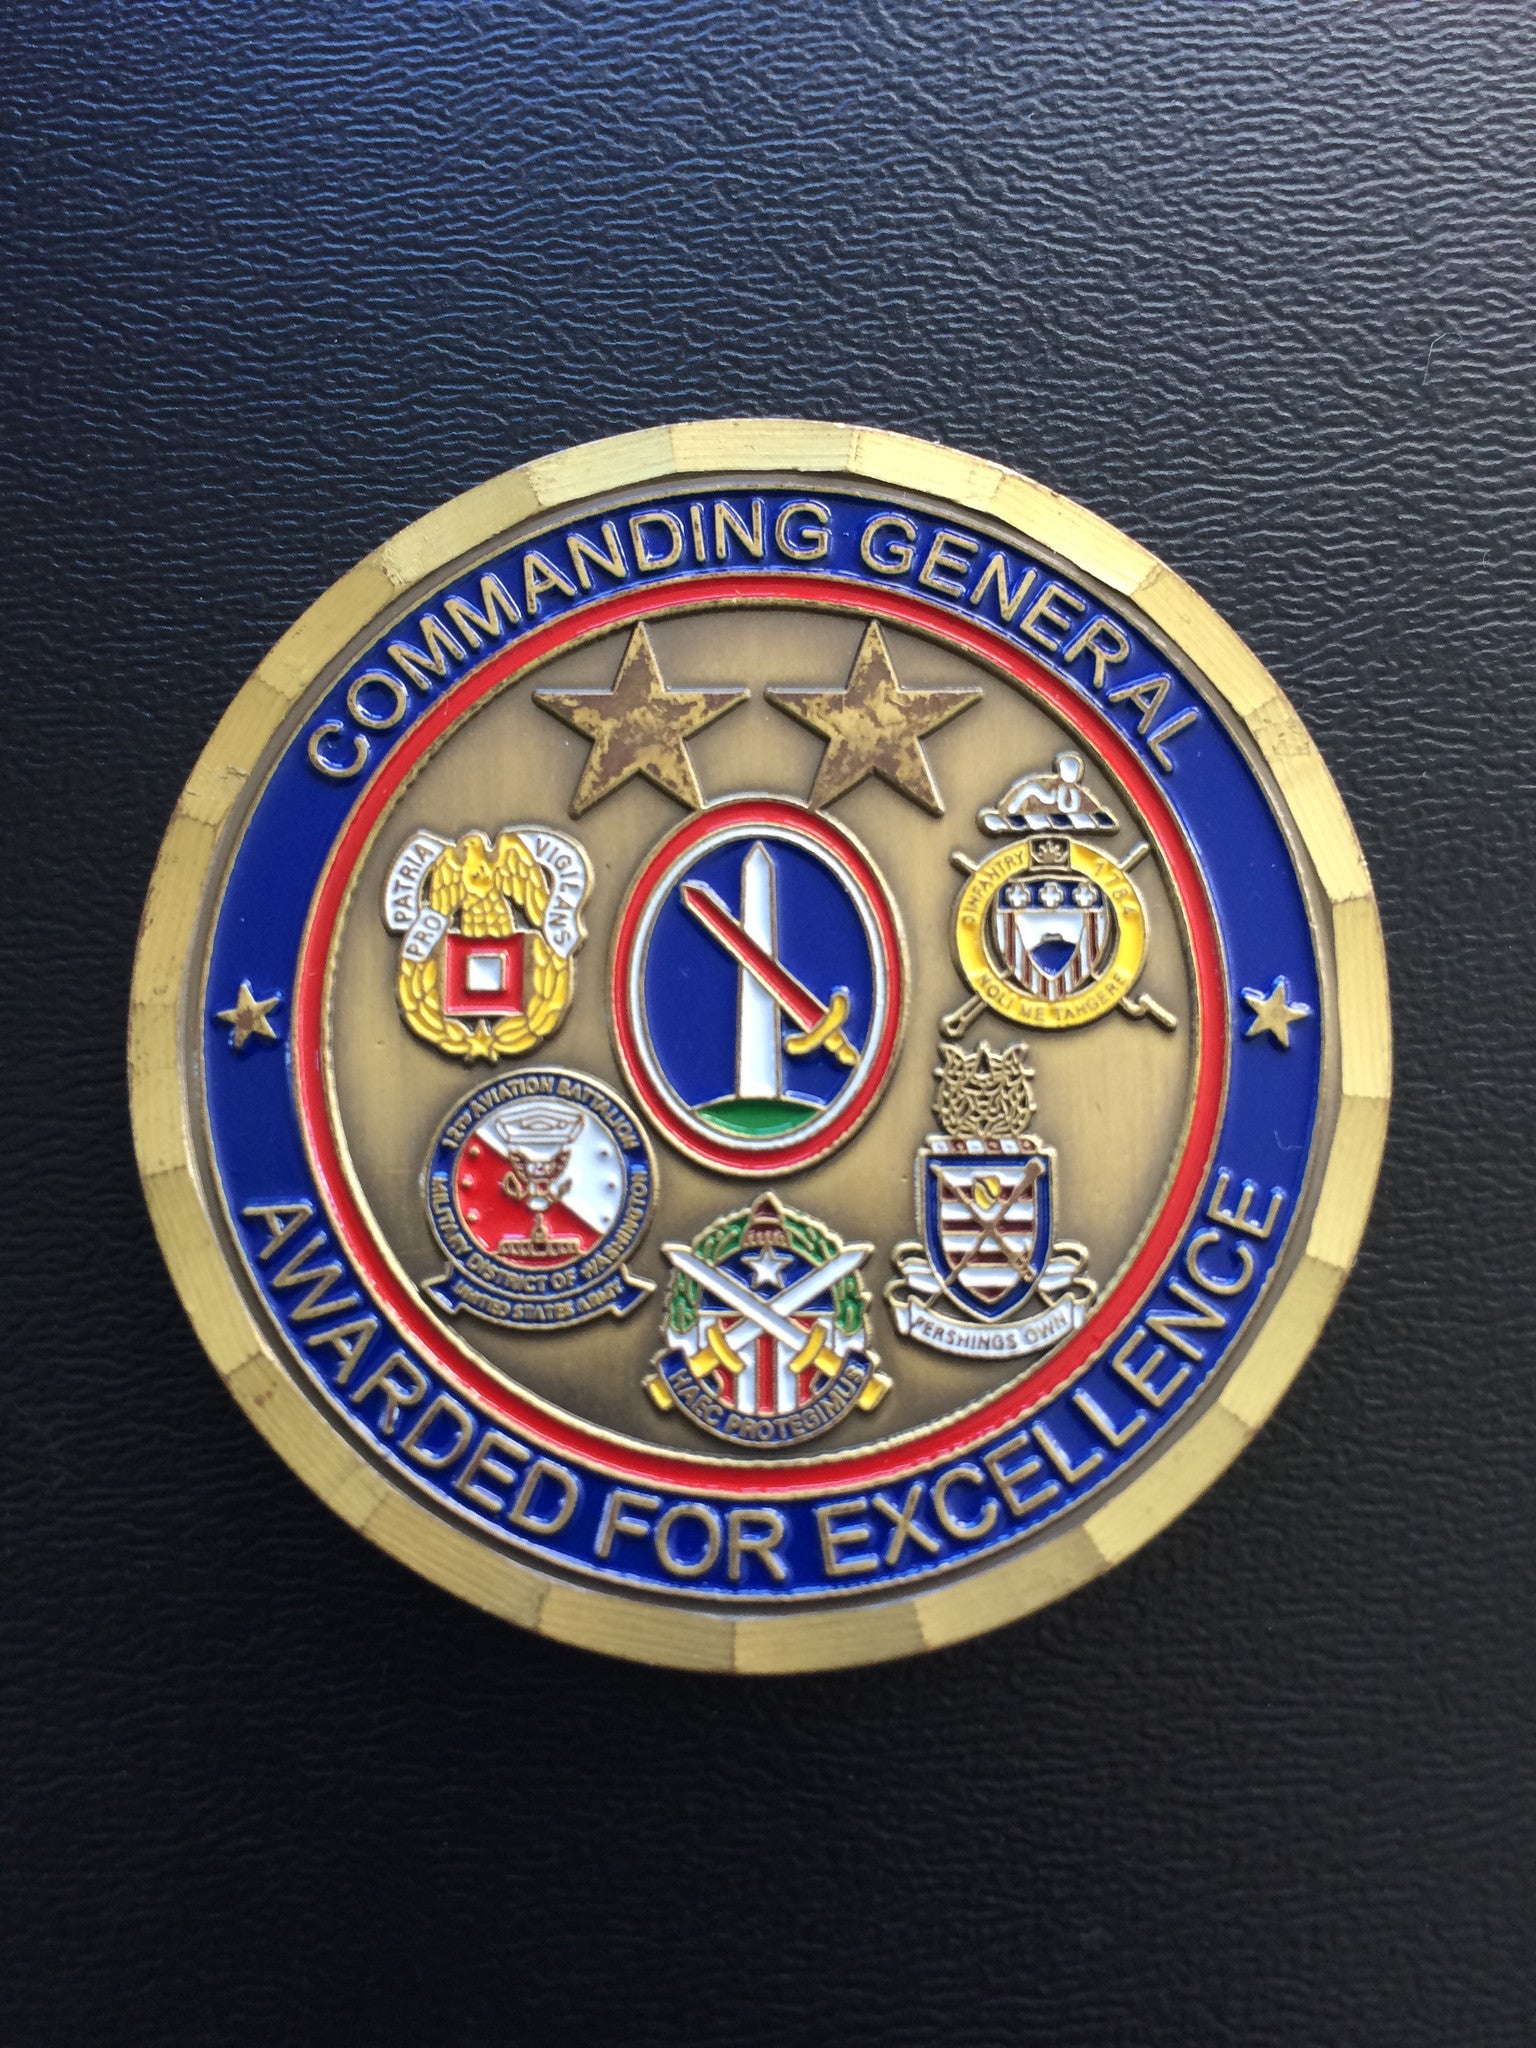 COMMANDING GENERAL
PRO PATRIA VIGILANS
INFANTRY 1784
NOLI ME TANGERE
12TH AVIATION BATTALION
MILITARY DISTRICT OF WASHINGTON
UNITED STATES ARMY
PERSHINGS OWN
HAEC PROTEGIMUS
AWARDED FOR EXCELLENCE